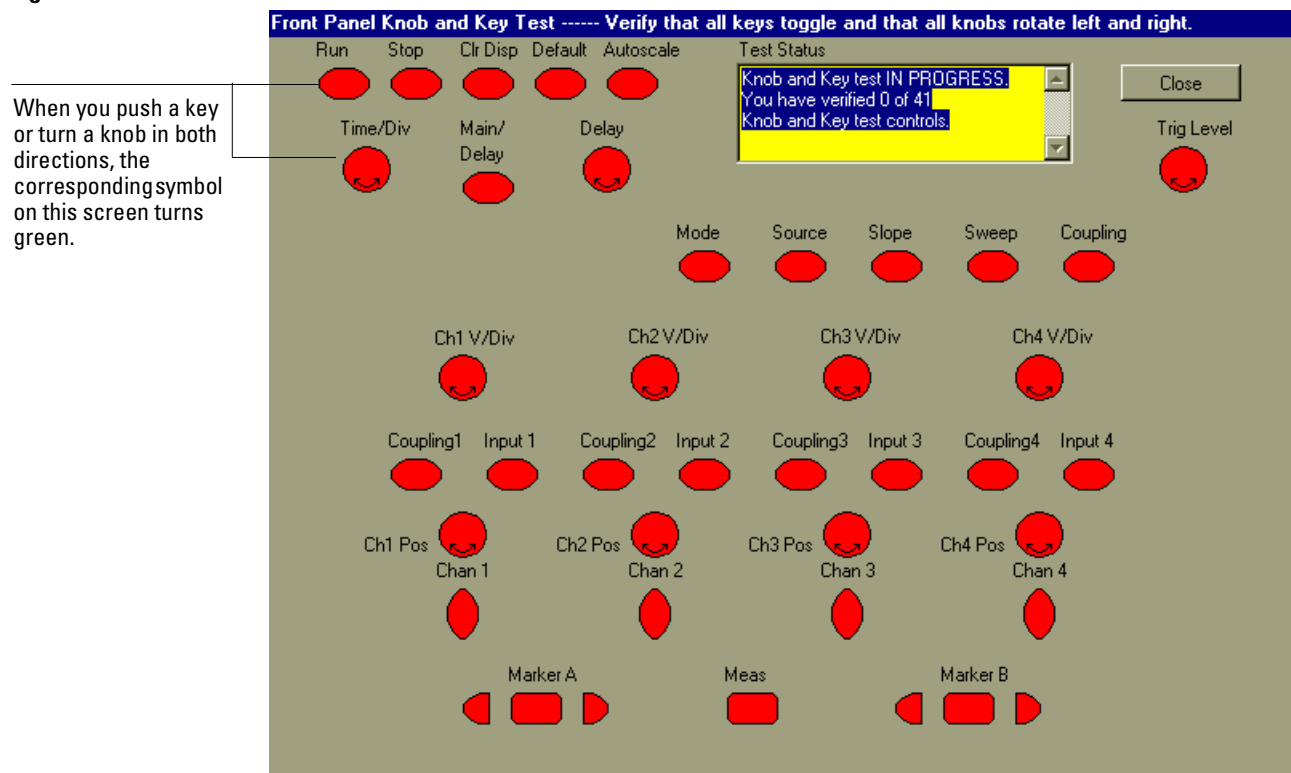 Front Panel Knob and Key Test ------ Verify that all keys toggle and that all knobs rotate left and right.
Run Stop Clr Disp Default Autoscale Test Status
Knob and Key test IN PROGRESS.
You have verified 0 of 41
Knob and Key test controls.
Close
When you push a key
or turn a knob in both
directions, the
corresponding symbol
on this screen turns
green.
Time/Div Main/ Delay Trig Level
Delay
Mode Source Slope Sweep Coupling
Ch1 V/Div Ch2 V/Div Ch3 V/Div Ch4 V/Div
Coupling1 Input 1 Coupling2 Input 2 Coupling3 Input 3 Coupling4 Input 4
Ch1 Pos Ch2 Pos Ch3 Pos Ch4 Pos
Chan 1 Chan 2 Chan 3 Chan 4
Marker A Meas Marker B